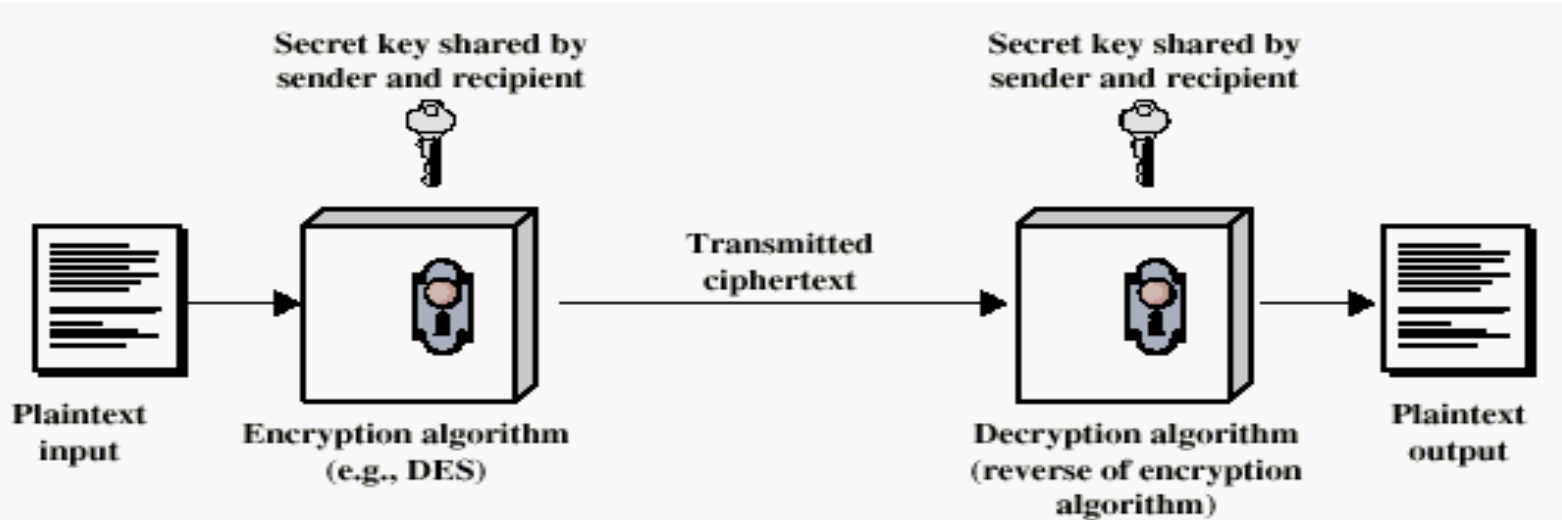 Secret key shared by
sender and recipient
Secret key shared by
sender and recipient
Transmitted
ciphertext
Plaintext
input
Encryption algorithm
(e.g., DES)
Decryption algorithm
(reverse of encryption
algorithm)
Plaintext
output